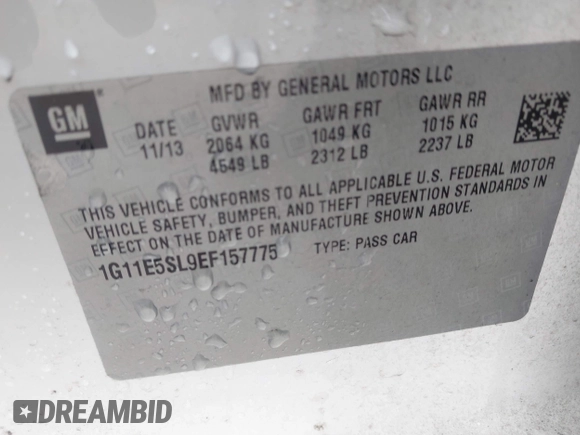 MFD BY GENERAL MOTORS LLC
GM
DATE GVWR GAWR FRT GAWR RR
11/13 2064 KG 1049 KG 1015 KG
4549 LB 2312 LB 2237 LB
THIS VEHICLE CONFORMS TO ALL APPLICABLE U.S. FEDERAL MOTOR
VEHICLE SAFETY, BUMPER, AND THEFT PREVENTION STANDARDS IN
EFFECT ON THE DATE OF MANUFACTURE SHOWN ABOVE.
1G11E5SL9EF157775 TYPE: PASS CAR
DREAMBID